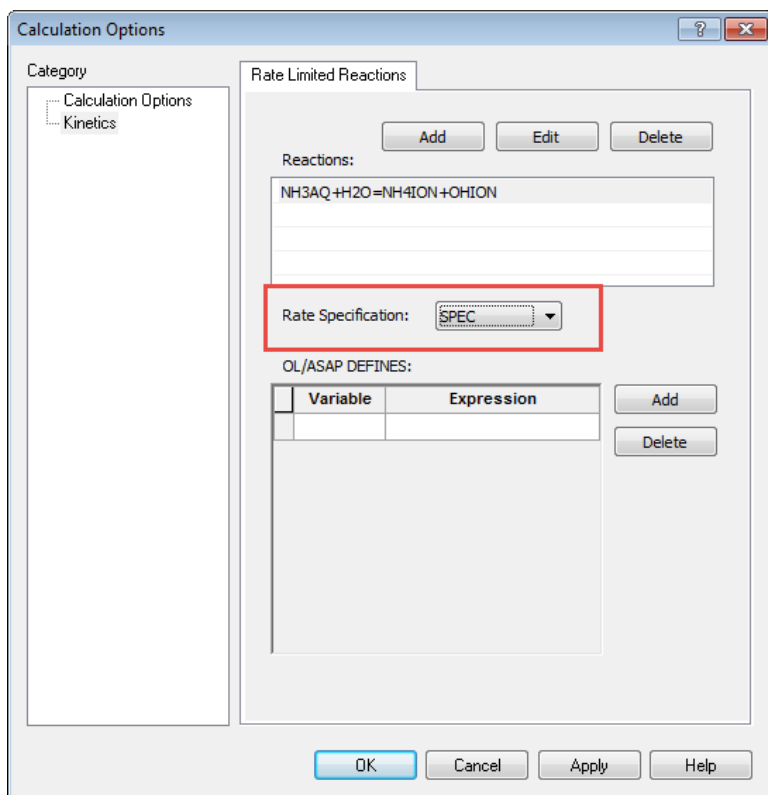 Calculation Options
Category
Calculation Options
Kinetics
Rate Limited Reactions
Add Edit Delete
Reactions:
NH3AQ+H2O=NH4ION+OHION
Rate Specification: SPEC
OL/ASAP DEFINES:
Variable Expression
Add
Delete
OK Cancel Apply Help